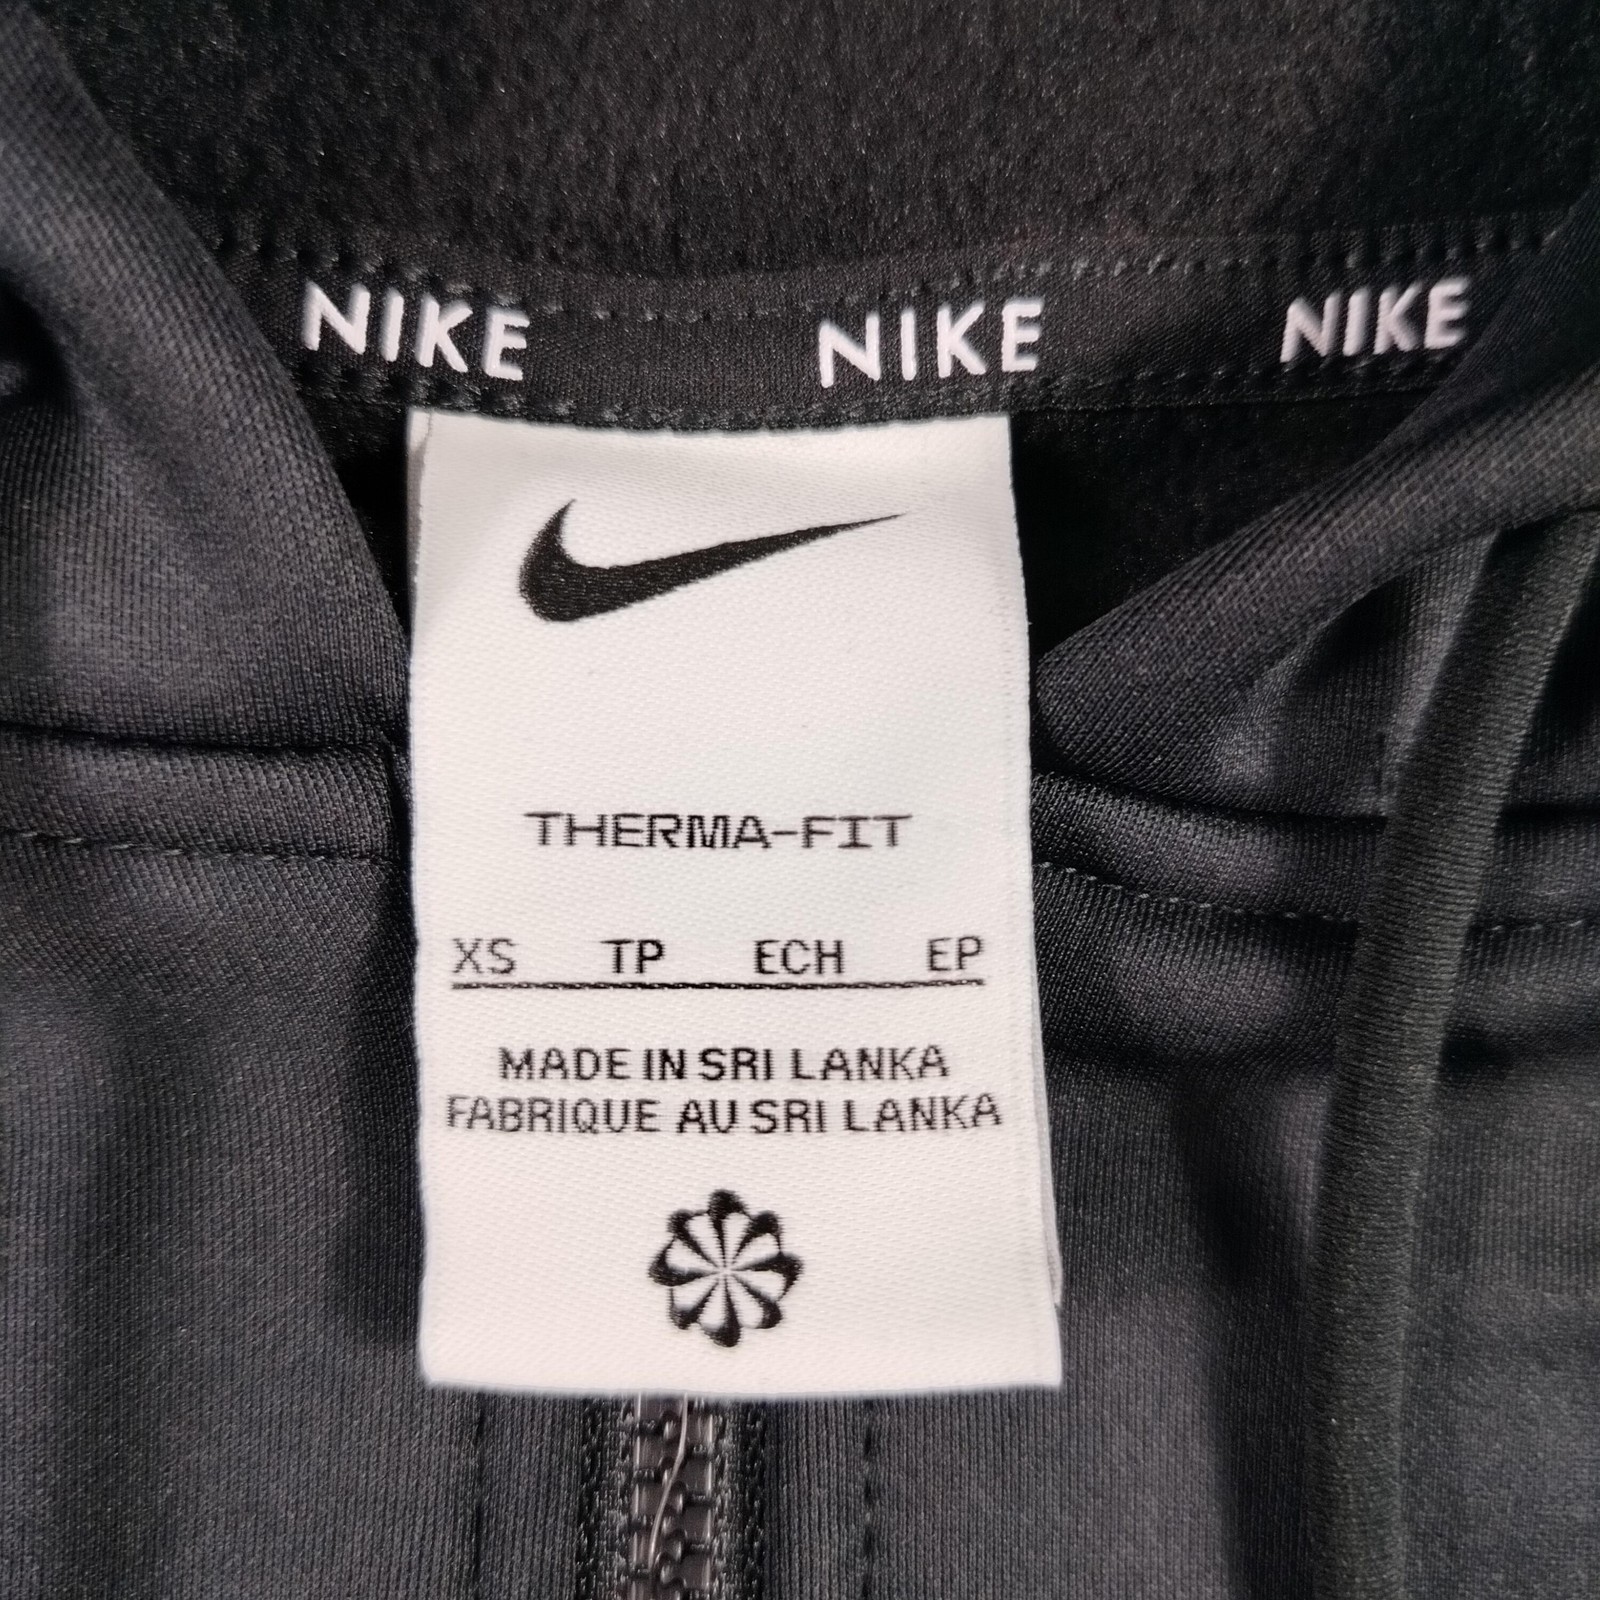 NIKE NIKE NIKE
THERMA-FIT
XS TP ECH EP
MADE IN SRI LANKA
FABRIQUE AU SRI LANKA